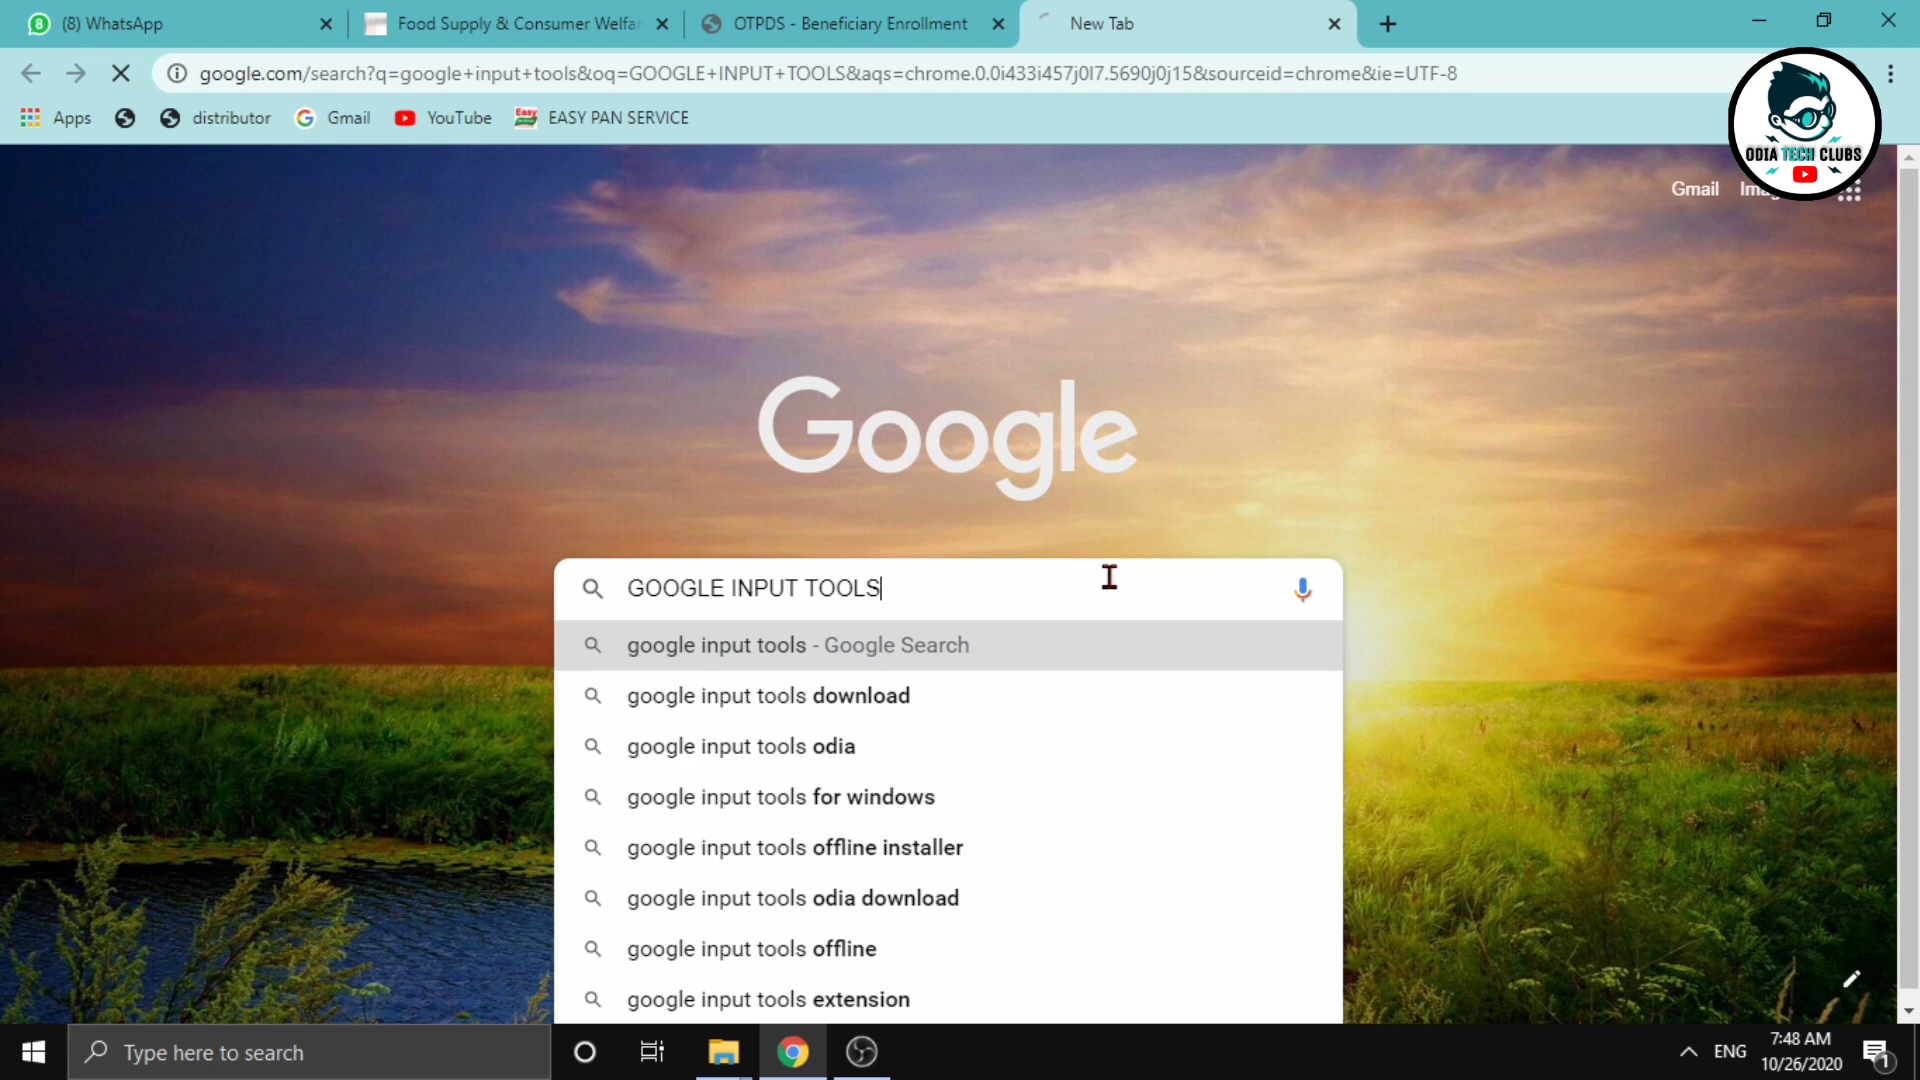 (8) WhatsApp
Food Supply & Consumer Welfar
OTPDS - Beneficiary Enrollment
New Tab
google.com/search?q=google+input+tools&oq=GOOGLE+INPUT+TOOLS&aqs=chrome.0.0i433i457j0l7.5690j0j15&sourceid=chrome&ie=UTF-8
Apps
distributor
Gmail
YouTube
Easy
EASY PAN SERVICE
ODIA TECH CLUBS
Gmail
Google
GOOGLE INPUT TOOLS
google input tools - Google Search
google input tools download
google input tools odia
google input tools for windows
google input tools offline installer
google input tools odia download
google input tools offline
google input tools extension
Type here to search
ENG
7:48 AM
10/26/2020
1